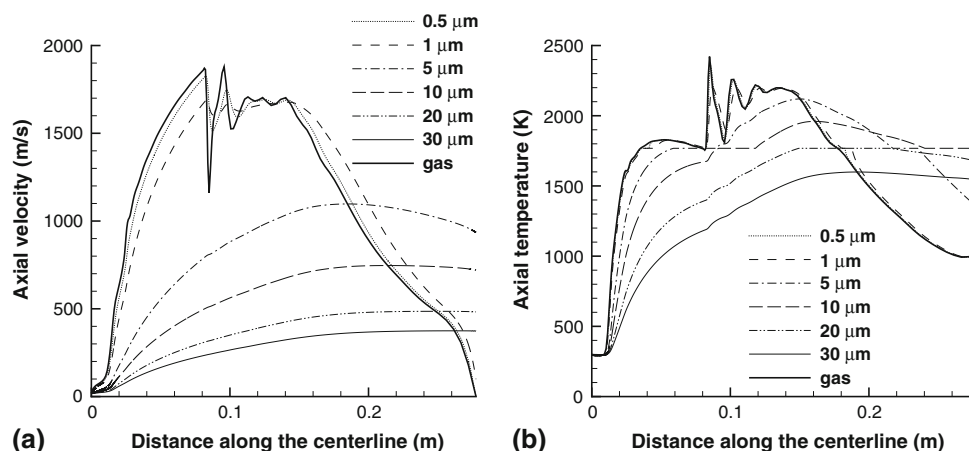 0.5 μm
1 μm
5 μm
10 μm
20 μm
30 μm
gas
2000
1500
1000
500
0
Axial velocity (m/s)
0
0.1
0.2
Distance along the centerline (m)
(a)
2500
2000
1500
1000
500
0
Axial temperature (K)
0.5 μm
1 μm
5 μm
10 μm
20 μm
30 μm
gas
0
0.1
0.2
Distance along the centerline (m)
(b)